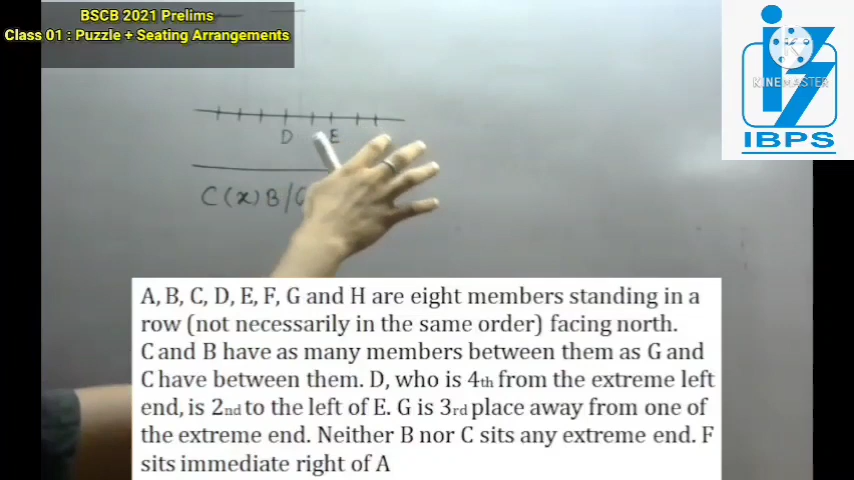 BSCB 2021 Prelims
Class 01 : Puzzle + Seating Arrangements
KINEMASTER
IBPS
D E
C (x) B / G
A, B, C, D, E, F, G and H are eight members standing in a
row (not necessarily in the same order) facing north.
C and B have as many members between them as G and
C have between them. D, who is 4th from the extreme left
end, is 2nd to the left of E. G is 3rd place away from one of
the extreme end. Neither B nor C sits any extreme end. F
sits immediate right of A